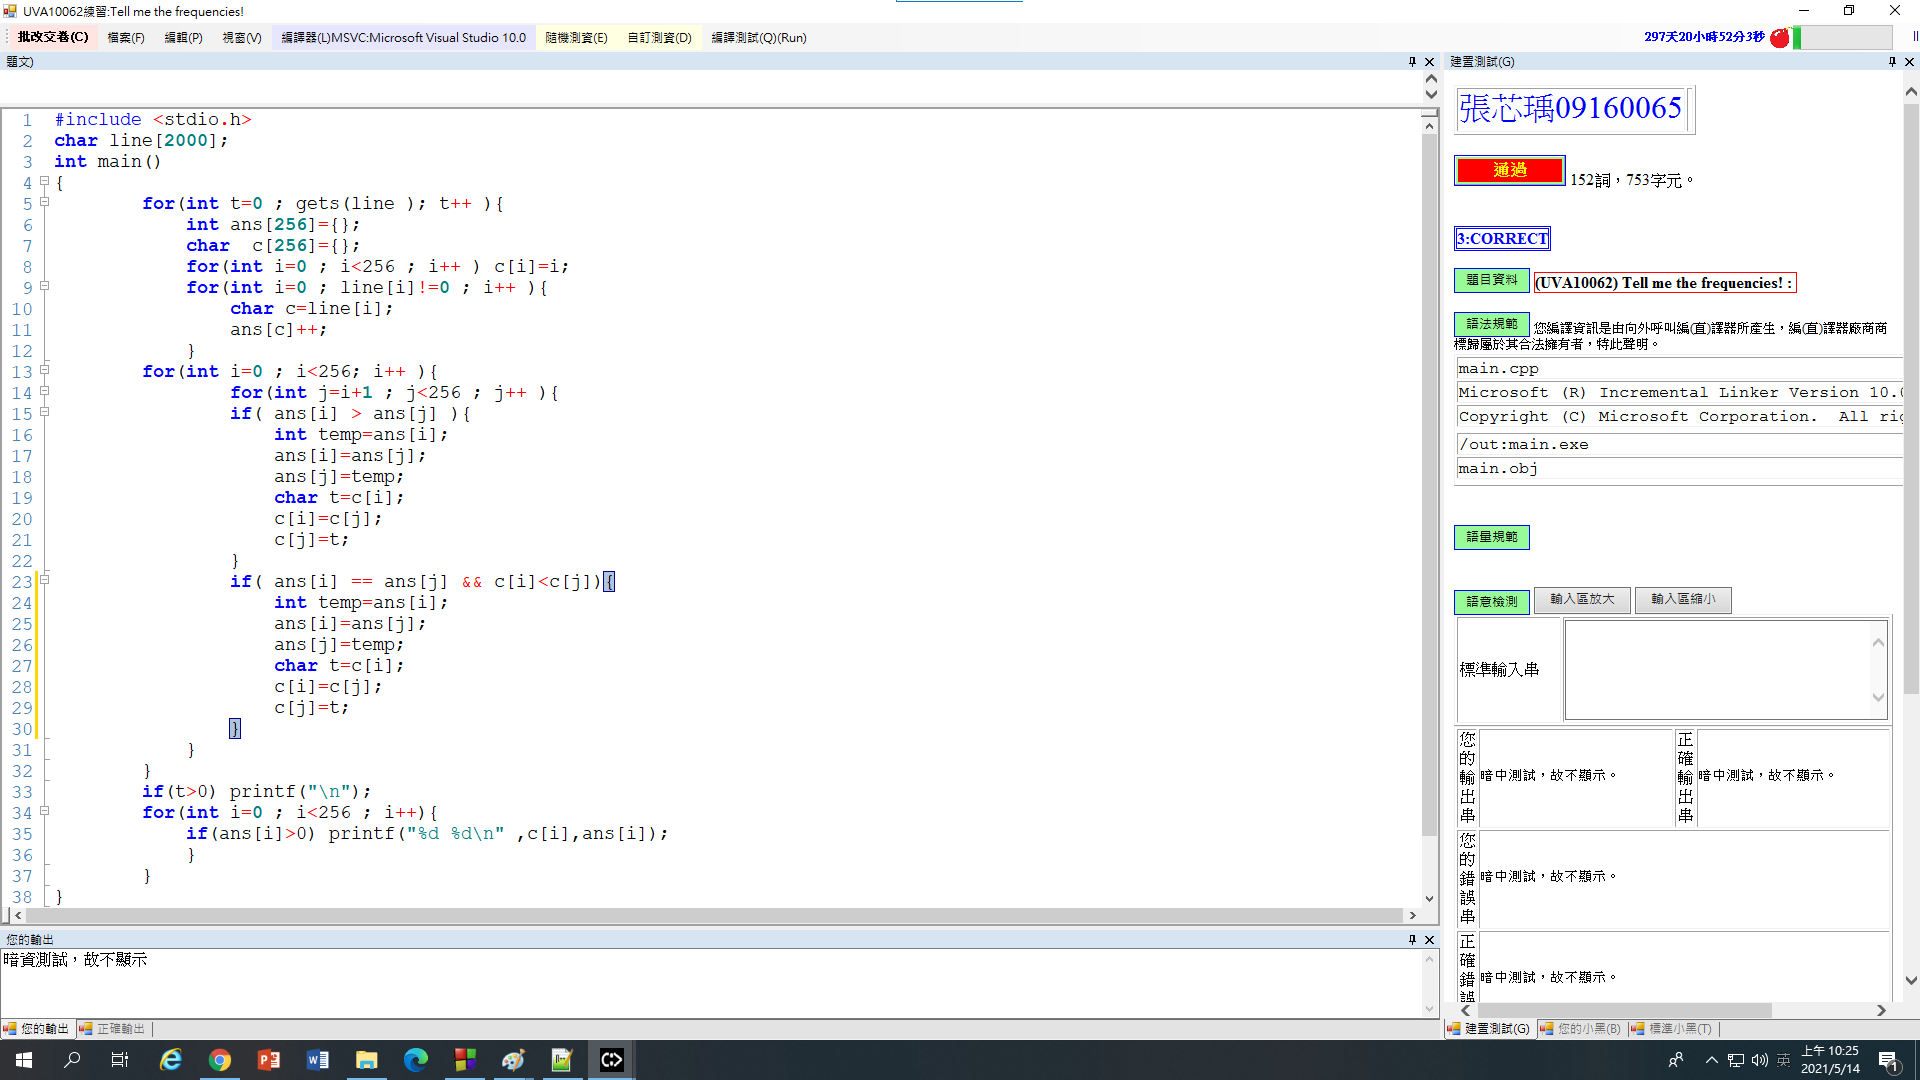 UVA10062練習:Tell me the frequencies!
批改交卷(C) 檔案(F) 編輯(P) 視窗(V) 編譯器(L)MSVC:Microsoft Visual Studio 10.0 隨機測資(E) 自訂測資(D) 編譯測試(Q)(Run)
297天20小時52分3秒
題文)
建置測試(G)
1 #include <stdio.h>
2 char line[2000];
3 int main()
4 {
5 for(int t=0 ; gets(line ); t++ ){
6 int ans[256]={};
7 char  c[256]={};
8 for(int i=0 ; i<256 ; i++ ) c[i]=i;
9 for(int i=0 ; line[i]!=0 ; i++ ){
10 char c=line[i];
11 ans[c]++;
12 }
13 for(int i=0 ; i<256; i++ ){
14 for(int j=i+1 ; j<256 ; j++ ){
15 if( ans[i] > ans[j] ){
16 int temp=ans[i];
17 ans[i]=ans[j];
18 ans[j]=temp;
19 char t=c[i];
20 c[i]=c[j];
21 c[j]=t;
22 }
23 if( ans[i] == ans[j] && c[i]<c[j]){
24 int temp=ans[i];
25 ans[i]=ans[j];
26 ans[j]=temp;
27 char t=c[i];
28 c[i]=c[j];
29 c[j]=t;
30 }
31 }
32 }
33 if(t>0) printf("\n");
34 for(int i=0 ; i<256 ; i++){
35 if(ans[i]>0) printf("%d %d\n" ,c[i],ans[i]);
36 }
37 }
38 }
您的輸出
暗資測試，故不顯示
您的輸出 正確輸出
張芯瑀09160065
通過 152詞，753字元。
3:CORRECT
題目資料 (UVA10062) Tell me the frequencies! :
語法規範 您編譯資訊是由向外呼叫編(直)譯器所產生，編(直)譯器廠商商
標歸屬於其合法擁有者，特此聲明。
main.cpp
Microsoft (R) Incremental Linker Version 10.0
Copyright (C) Microsoft Corporation.  All rig
/out:main.exe
main.obj
語量規範
語意檢測 輸入區放大 輸入區縮小
標準輸入串
您的輸出串 暗中測試，故不顯示。 正確輸出串 暗中測試，故不顯示。
您的錯誤串 暗中測試，故不顯示。
正確錯誤 暗中測試，故不顯示。
建置測試(G) 您的小黑(B) 標準小黑(T)
英 上午 10:25
2021/5/14
1